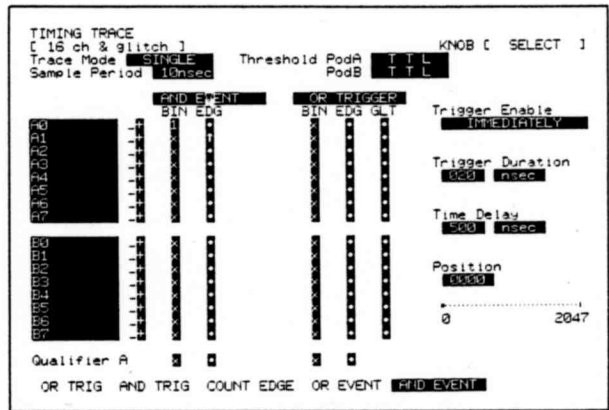 TIMING TRACE
[ 16 ch & glitch ] KNOB [ SELECT ]
Trace Mode SINGLE Threshold PodA T T L
Sample Period 10nsec PodB T T L
AND EVENT OR TRIGGER
BIN EDG BIN EDG GLT
Trigger Enable
IMMEDIATELY
A0 _+ 1 • x • •
A1 _+ x ↑ x • •
A2 _+ x • x • •
A3 _+ x • x • •
A4 _+ x • x • •
A5 _+ x • x • •
A6 _+ x • x • •
A7 _+ x • x • •
Trigger Duration
020 nsec
Time Delay
500 nsec
B0 _+ x • x • •
B1 _+ x • x • •
B2 _+ x • x • •
B3 _+ x • x • •
B4 _+ x • x • •
B5 _+ x • x • •
B6 _+ x • x • •
B7 _+ x • x • •
Position
0000
0 2047
Qualifier A x • x •
OR TRIG AND TRIG COUNT EDGE OR EVENT AND EVENT